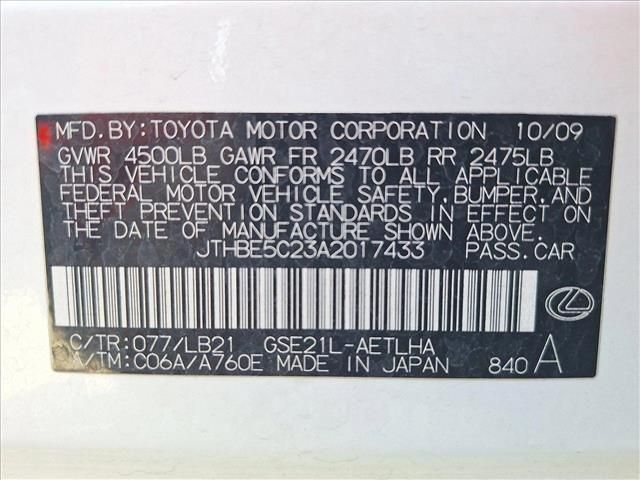 MFD. BY: TOYOTA MOTOR CORPORATION 10/09
GVWR 4500LB GAWR FR 2470LB RR 2475LB
THIS VEHICLE CONFORMS TO ALL APPLICABLE
FEDERAL MOTOR VEHICLE SAFETY, BUMPER, AND
THEFT PREVENTION STANDARDS IN EFFECT ON
THE DATE OF MANUFACTURE SHOWN ABOVE.
JTHBE5C23A2017433 PASS. CAR
C/TR: 077/LB21 GSE21L-AETLHA
A/TM: C06A/A760E MADE IN JAPAN 840 A